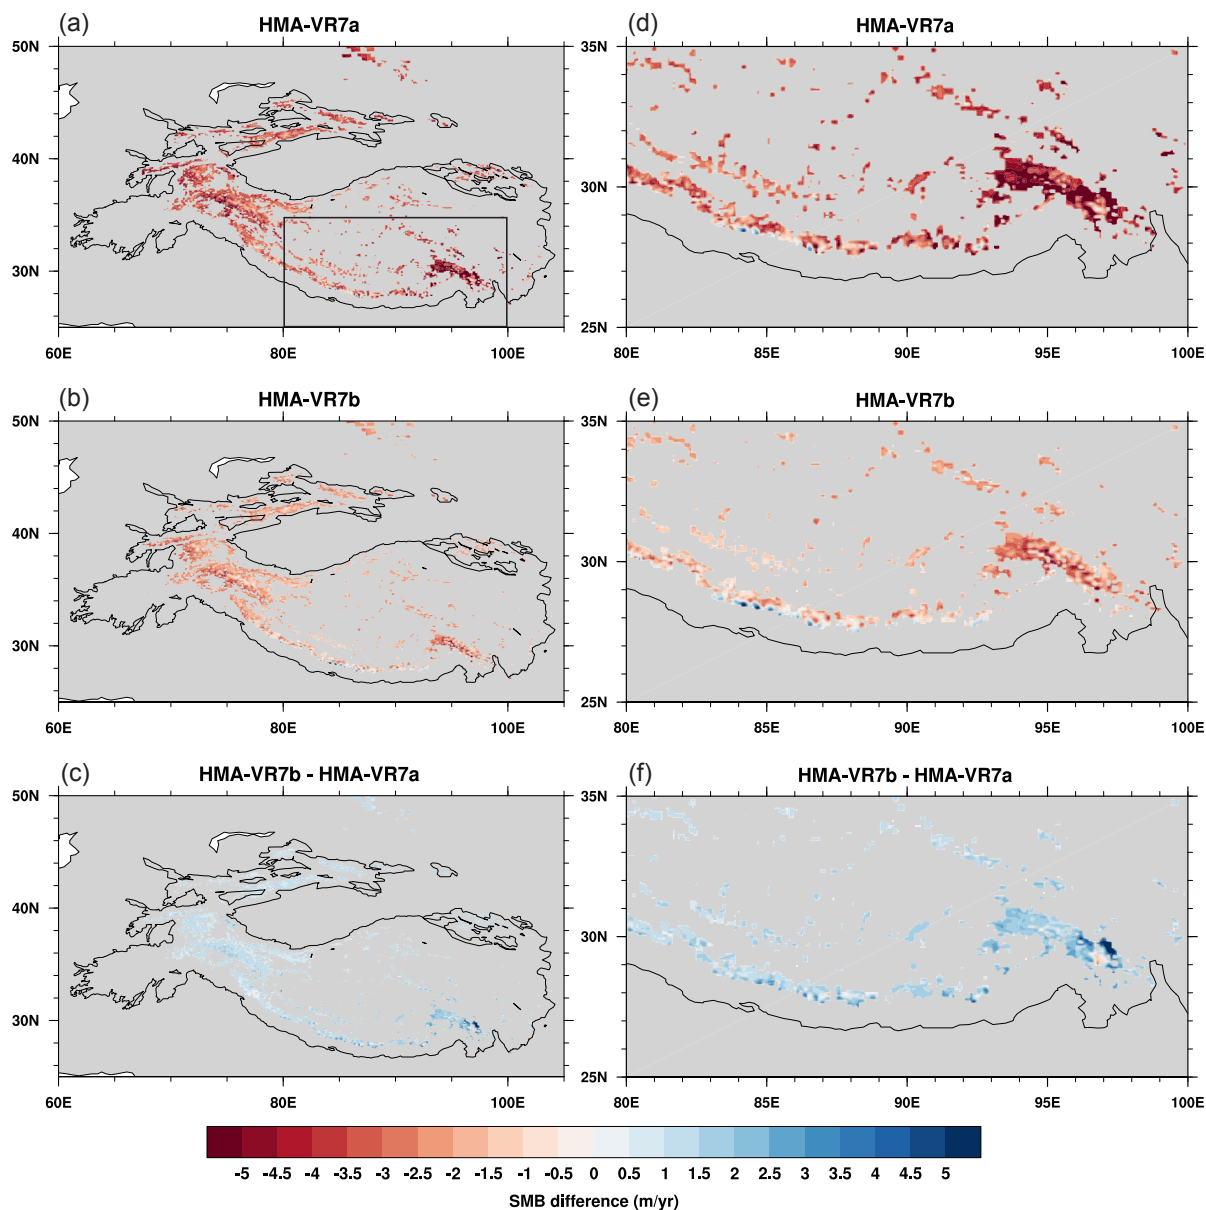 (a) HMA-VR7a
50N
40N
30N
60E 80E 100E
(d) HMA-VR7a
35N
30N
25N
80E 85E 90E 95E 100E
(b) HMA-VR7b
50N
40N
30N
60E 80E 100E
(e) HMA-VR7b
35N
30N
25N
80E 85E 90E 95E 100E
(c) HMA-VR7b - HMA-VR7a
50N
40N
30N
60E 80E 100E
(f) HMA-VR7b - HMA-VR7a
35N
30N
25N
80E 85E 90E 95E 100E
-5 -4.5 -4 -3.5 -3 -2.5 -2 -1.5 -1 -0.5 0 0.5 1 1.5 2 2.5 3 3.5 4 4.5 5
SMB difference (m/yr)